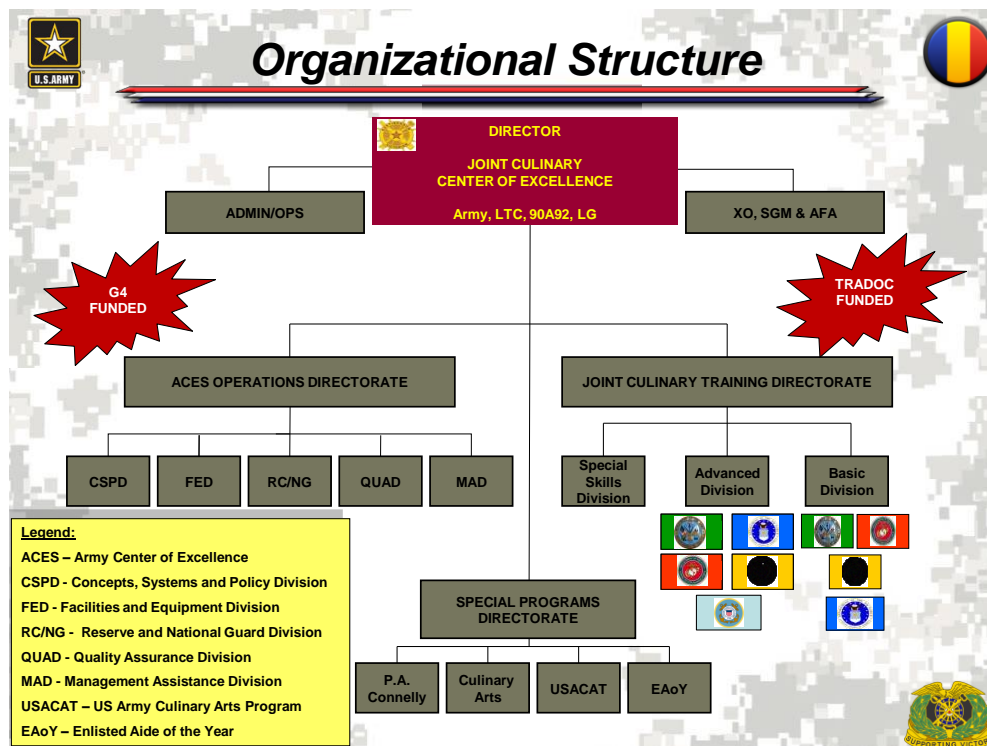 Organizational Structure
U.S.ARMY
DIRECTOR
JOINT CULINARY
CENTER OF EXCELLENCE
Army, LTC, 90A92, LG
ADMIN/OPS
XO, SGM & AFA
G4
FUNDED
TRADOC
FUNDED
ACES OPERATIONS DIRECTORATE
JOINT CULINARY TRAINING DIRECTORATE
CSPD
FED
RC/NG
QUAD
MAD
Special
Skills
Division
Advanced
Division
Basic
Division
Legend:
ACES – Army Center of Excellence
CSPD - Concepts, Systems and Policy Division
FED - Facilities and Equipment Division
RC/NG - Reserve and National Guard Division
QUAD - Quality Assurance Division
MAD - Management Assistance Division
USACAT – US Army Culinary Arts Program
EAoY – Enlisted Aide of the Year
SPECIAL PROGRAMS
DIRECTORATE
P.A.
Connelly
Culinary
Arts
USACAT
EAoY
SUPPORTING VICTORY